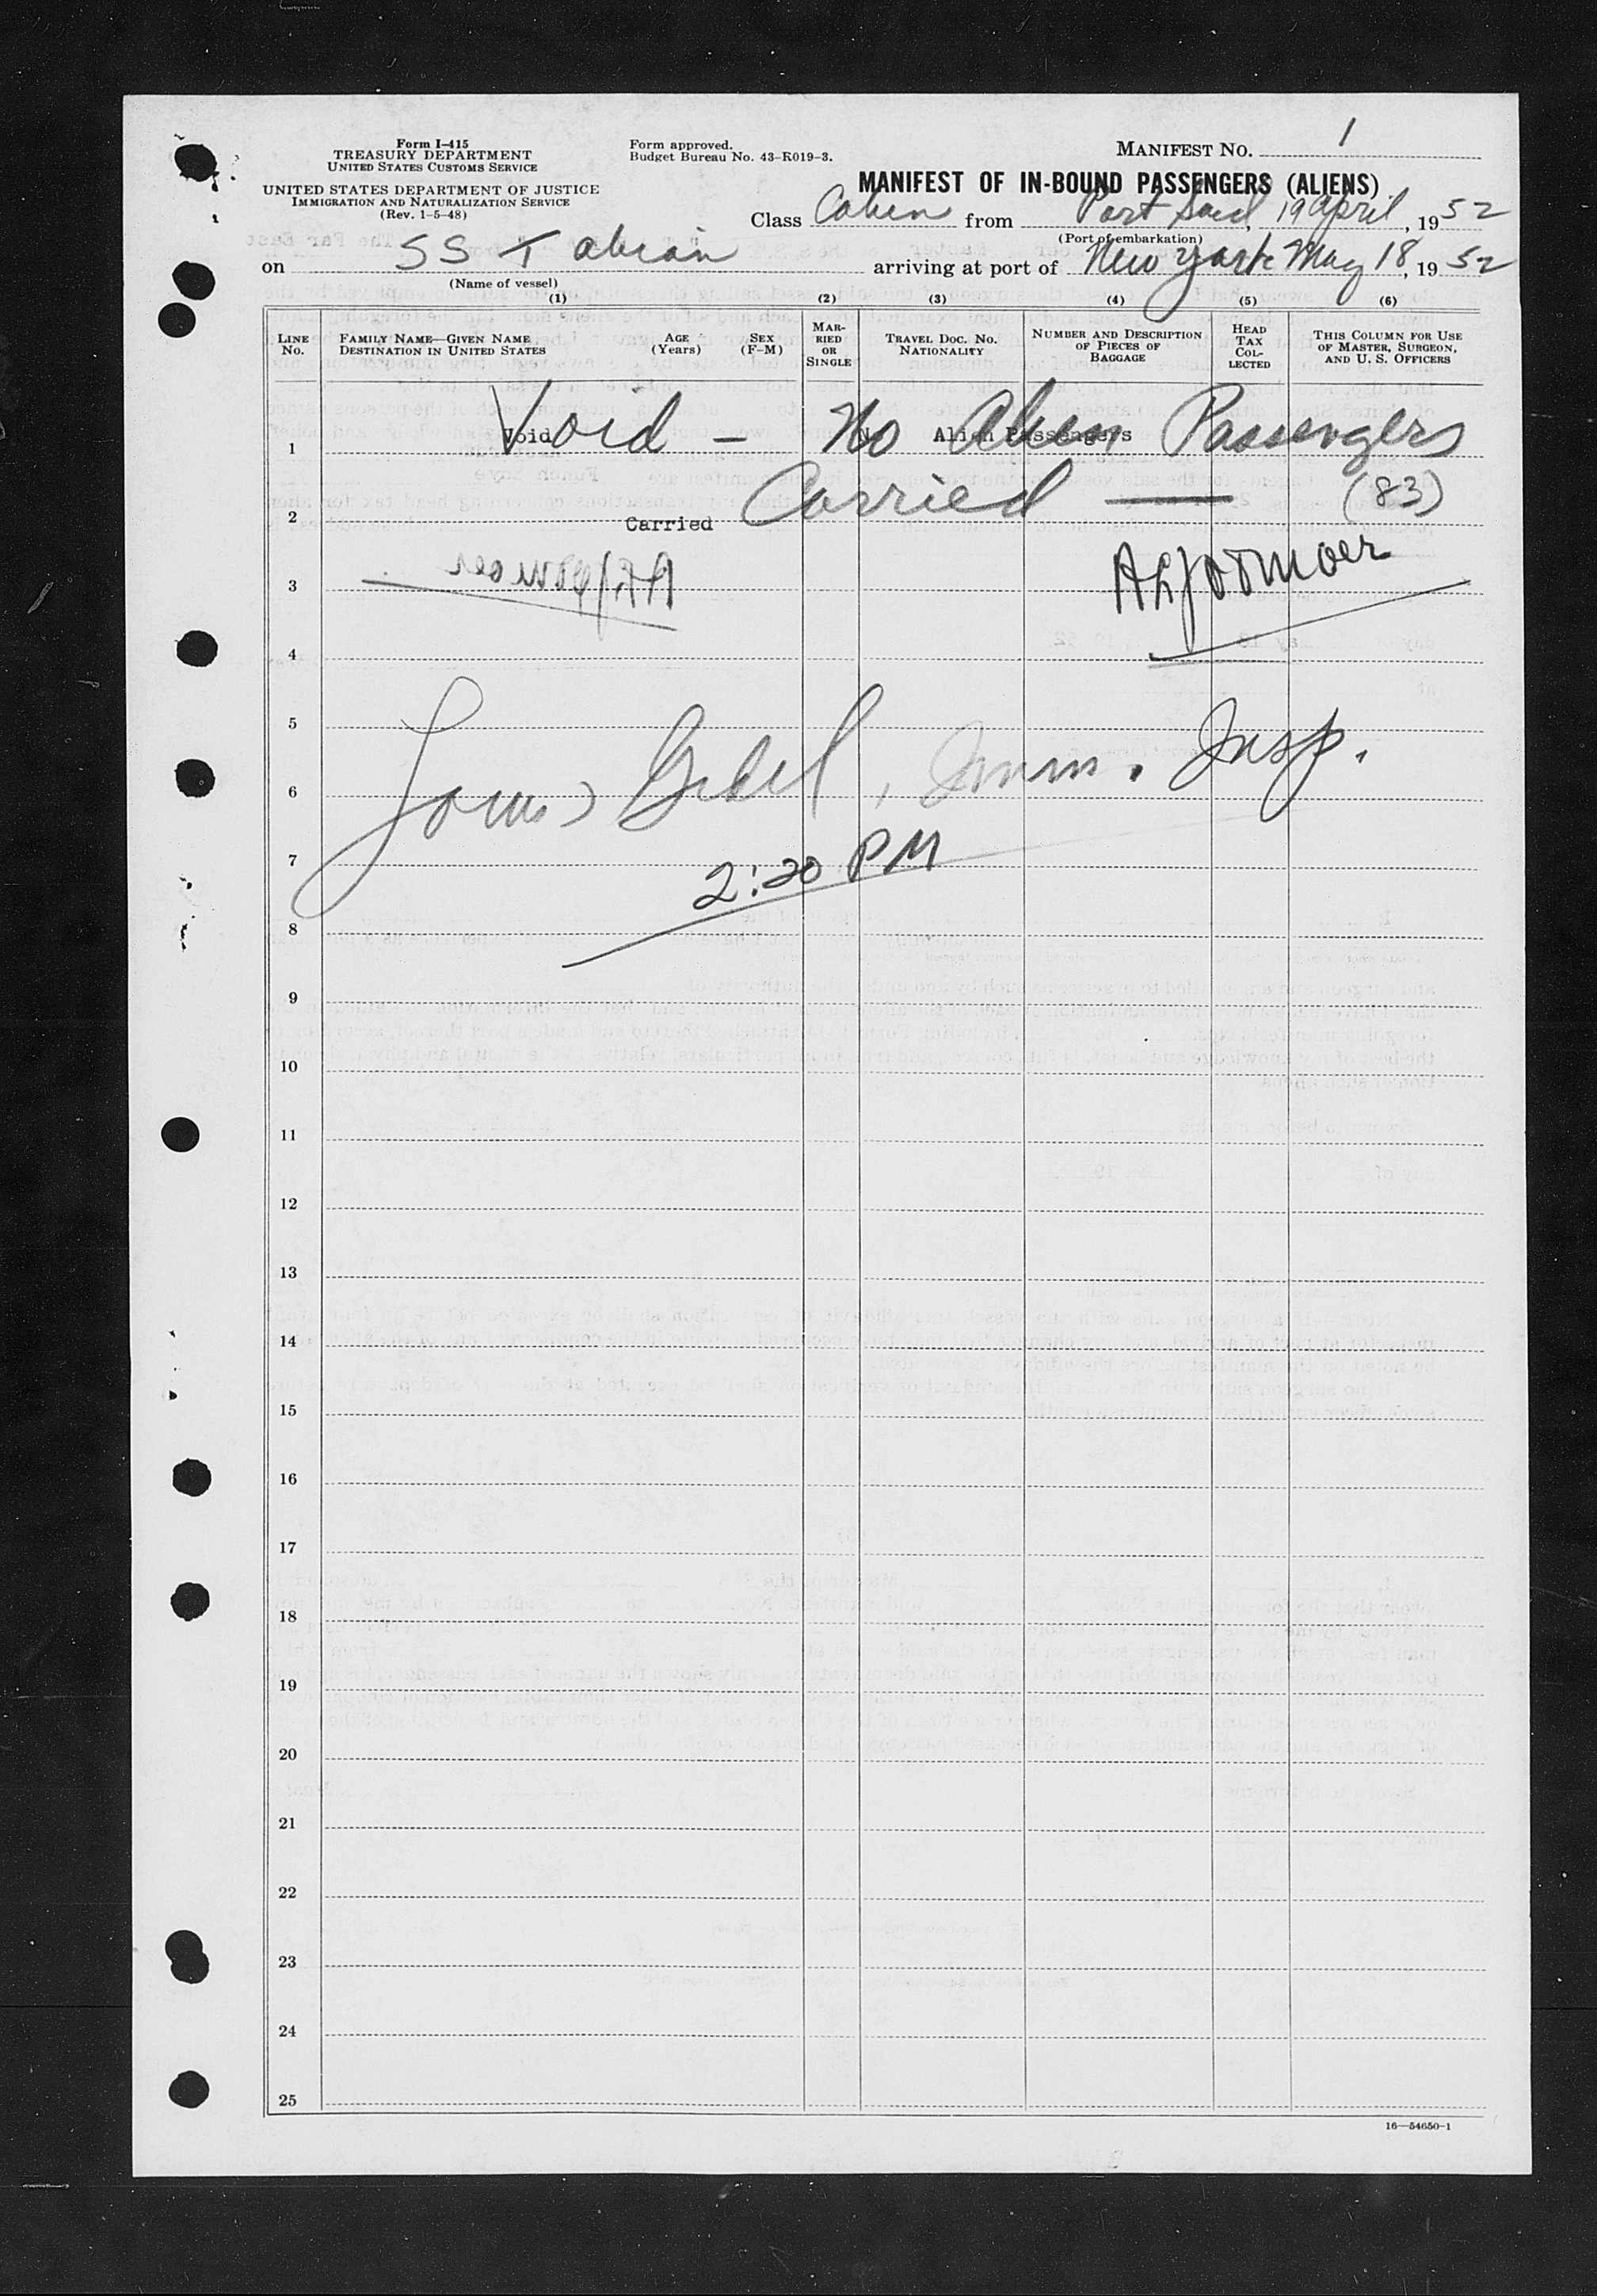 Form I-415
TREASURY DEPARTMENT
UNITED STATES CUSTOMS SERVICE
UNITED STATES DEPARTMENT OF JUSTICE
IMMIGRATION AND NATURALIZATION SERVICE
(Rev. 1-5-48)
Form approved.
Budget Bureau No. 43-R019-3.
MANIFEST NO. 1
MANIFEST OF IN-BOUND PASSENGERS (ALIENS)
Class from Port Said, 19 April, 1952
(Port of embarkation)
on SS Tabian arriving at port of New York May 18, 1952
(Name of vessel)
(1) (2) (3) (4) (5) (6)
LINE NO.
FAMILY NAME—GIVEN NAME
DESTINATION IN UNITED STATES
AGE (Years)
SEX (F-M)
MARRIED OR SINGLE
TRAVEL DOC. NO.
NATIONALITY
NUMBER AND DESCRIPTION OF PIECES OF BAGGAGE
HEAD TAX COLLECTED
THIS COLUMN FOR USE OF MASTER, SURGEON, AND U. S. OFFICERS
Void No Alien Passengers
1 Void - No Alien Passengers
Carried (83)
2 Carried
3
4
5
Imm. Insp.
6
7 2:20 PM
8
9
10
11
12
13
14
15
16
17
18
19
20
21
22
23
24
25
16—54650-1